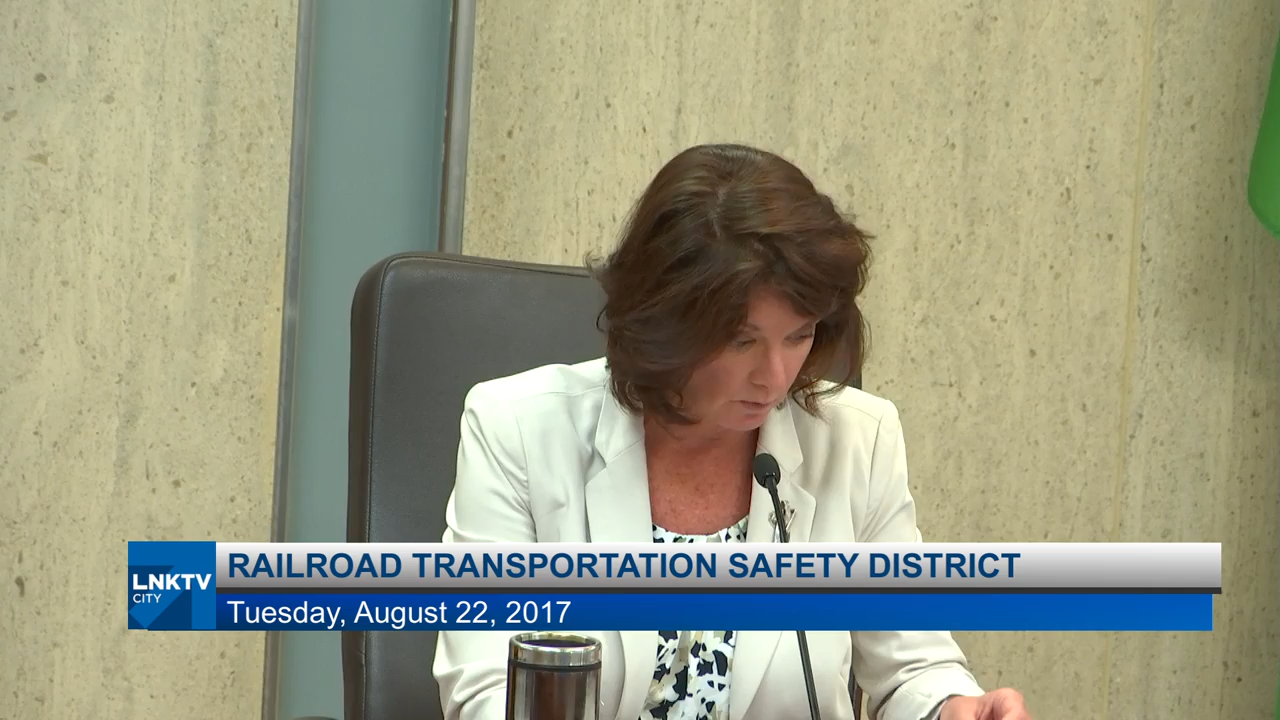 RAILROAD TRANSPORTATION SAFETY DISTRICT
LNKTV
CITY
Tuesday, August 22, 2017